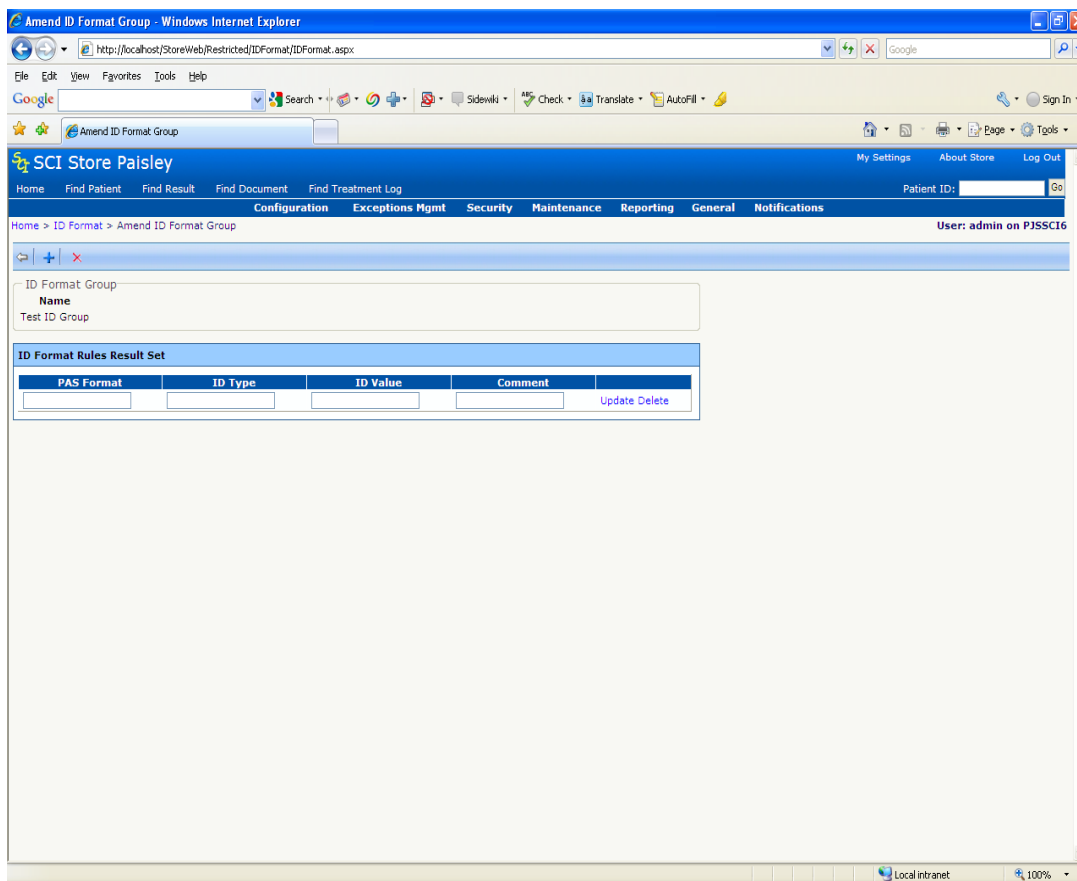 Amend ID Format Group - Windows Internet Explorer
http://localhost/StoreWeb/Restricted/IDFormat/IDFormat.aspx
Google
File Edit View Favorites Tools Help
Google Search Sidewiki ABC Check Translate AutoFill Sign In
Amend ID Format Group Page Tools
SCI Store Paisley My Settings About Store Log Out
Home Find Patient Find Result Find Document Find Treatment Log Patient ID: Go
Configuration Exceptions Mgmt Security Maintenance Reporting General Notifications
Home > ID Format > Amend ID Format Group User: admin on PJSSCI6
ID Format Group
Name
Test ID Group
ID Format Rules Result Set
PAS Format ID Type ID Value Comment
Update Delete
Local intranet 100%